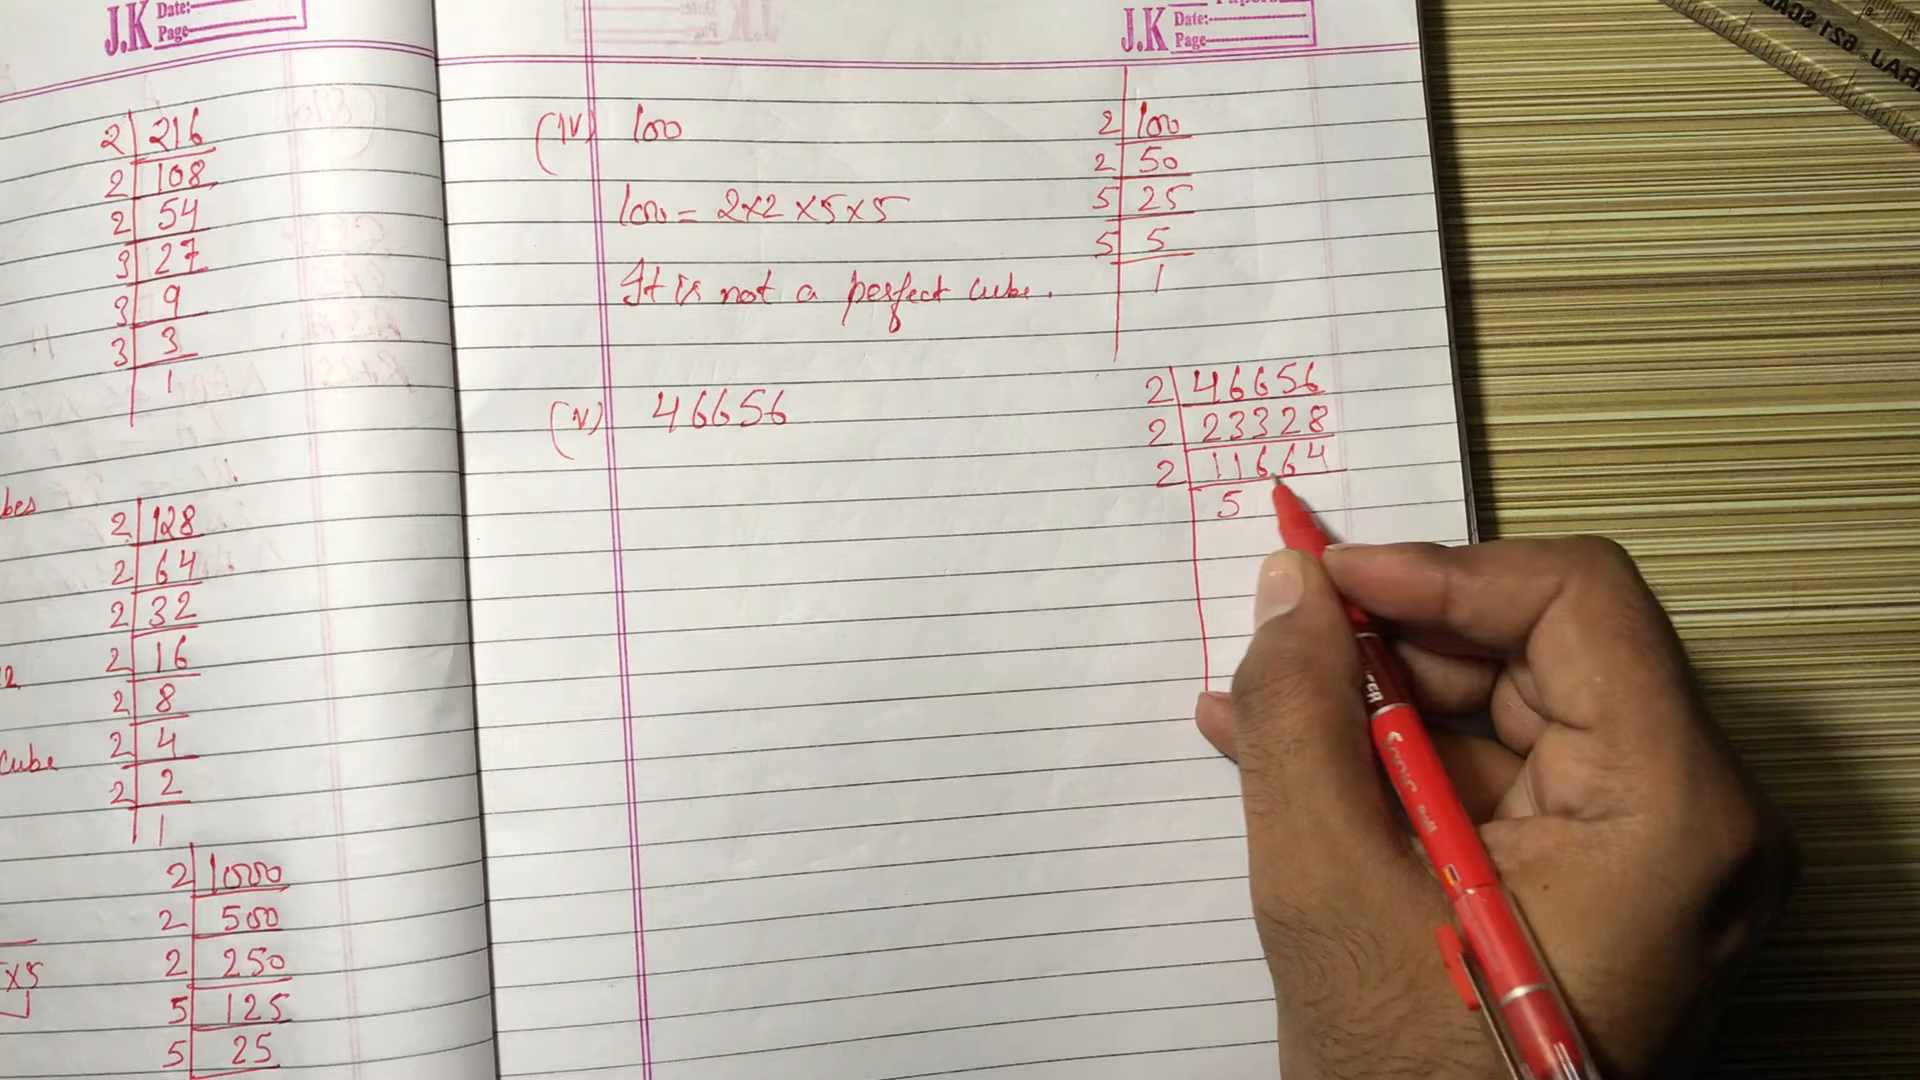 J.K Date:
Page
2 | 216
2 | 108
2 | 54
3 | 27
3 | 9
3 | 3
1
2 | 128
2 | 64
2 | 32
2 | 16
2 | 8
2 | 4
2 | 2
1
cube
2 | 1000
2 | 500
2 | 250
5 | 125
5 | 25
×5
J.K Date:
Page
(IV) 100
100 = 2×2×5×5
It is not a perfect cube.
2 | 100
2 | 50
5 | 25
5 | 5
1
(V) 46656
2 | 46656
2 | 23328
2 | 11664
5